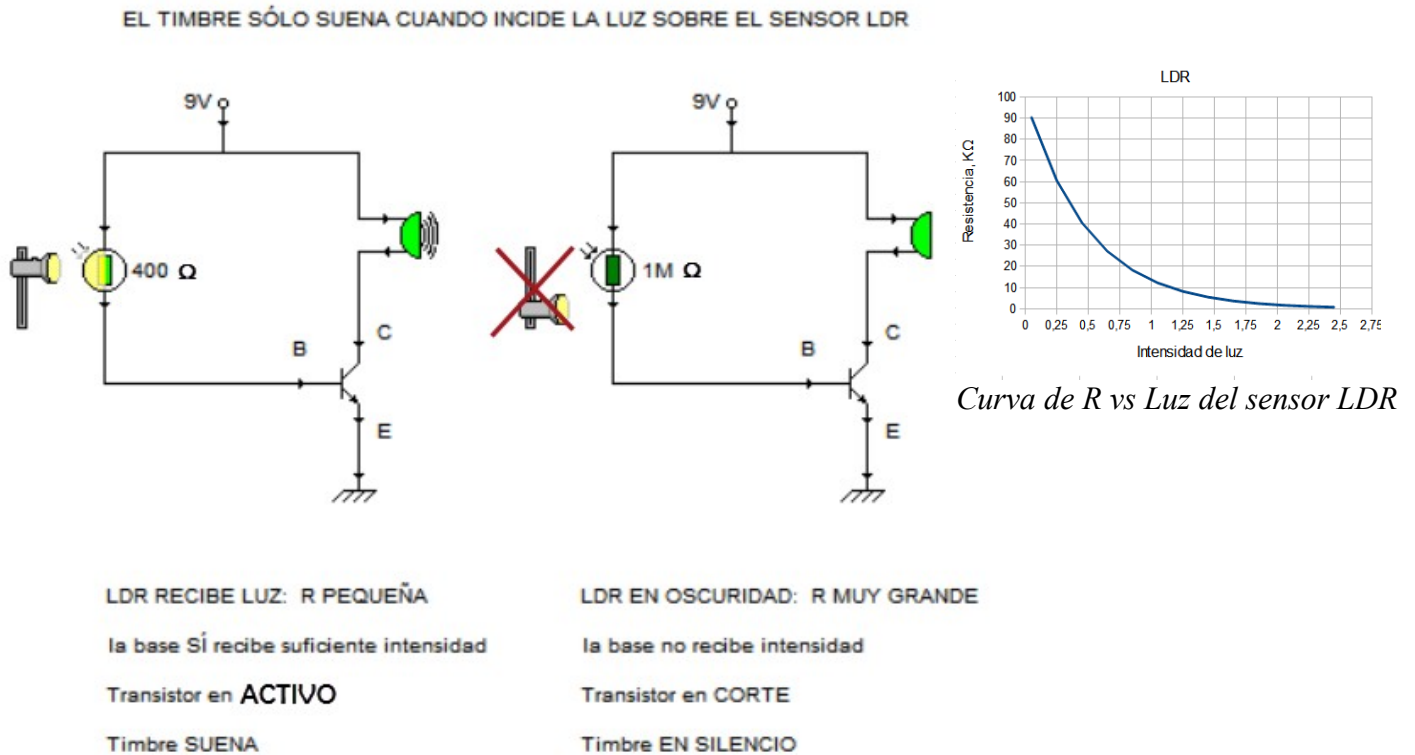 EL TIMBRE SÓLO SUENA CUANDO INCIDE LA LUZ SOBRE EL SENSOR LDR
9V
400 Ω
B
C
E
9V
1M Ω
B
C
E
LDR
Resistencia, KΩ
100
90
80
70
60
50
40
30
20
10
0
0 0,25 0,5 0,75 1 1,25 1,5 1,75 2 2,25 2,5 2,75
Intensidad de luz
Curva de R vs Luz del sensor LDR
LDR RECIBE LUZ: R PEQUEÑA
la base SÍ recibe suficiente intensidad
Transistor en ACTIVO
Timbre SUENA
LDR EN OSCURIDAD: R MUY GRANDE
la base no recibe intensidad
Transistor en CORTE
Timbre EN SILENCIO